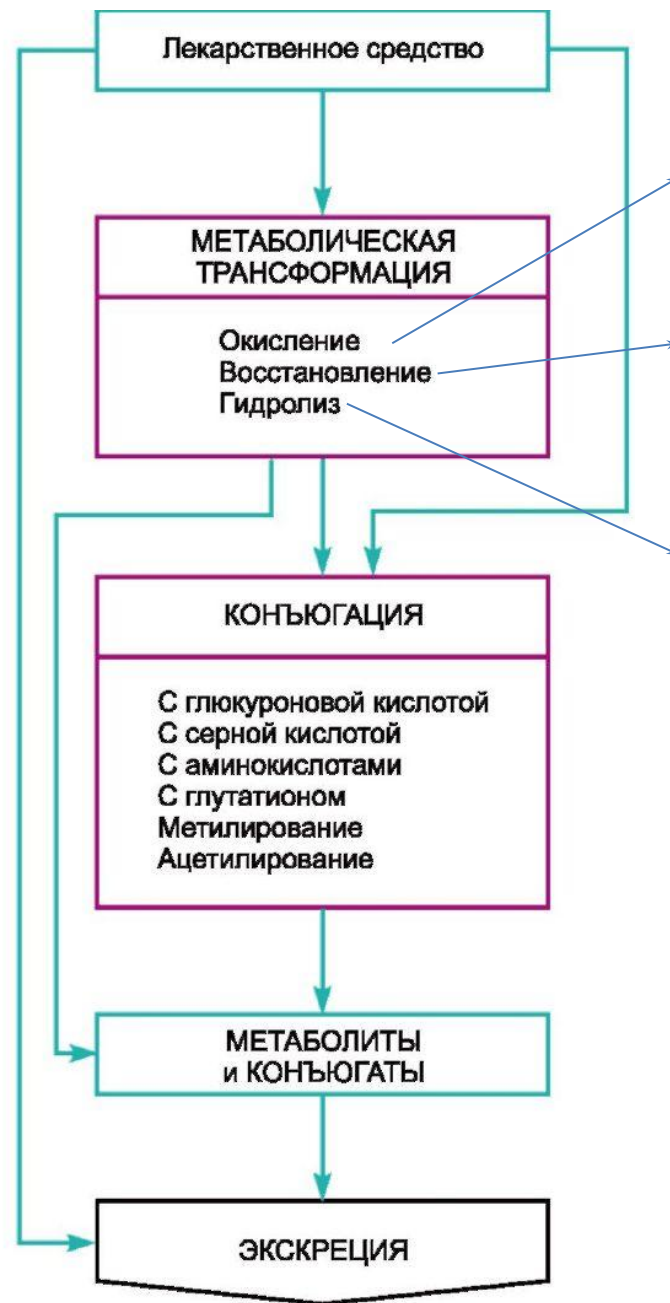 Лекарственное средство
МЕТАБОЛИЧЕСКАЯ
ТРАНСФОРМАЦИЯ
Окисление
Восстановление
Гидролиз
КОНЪЮГАЦИЯ
С глюкуроновой кислотой
С серной кислотой
С аминокислотами
С глутатионом
Метилирование
Ацетилирование
МЕТАБОЛИТЫ
и КОНЪЮГАТЫ
ЭКСКРЕЦИЯ